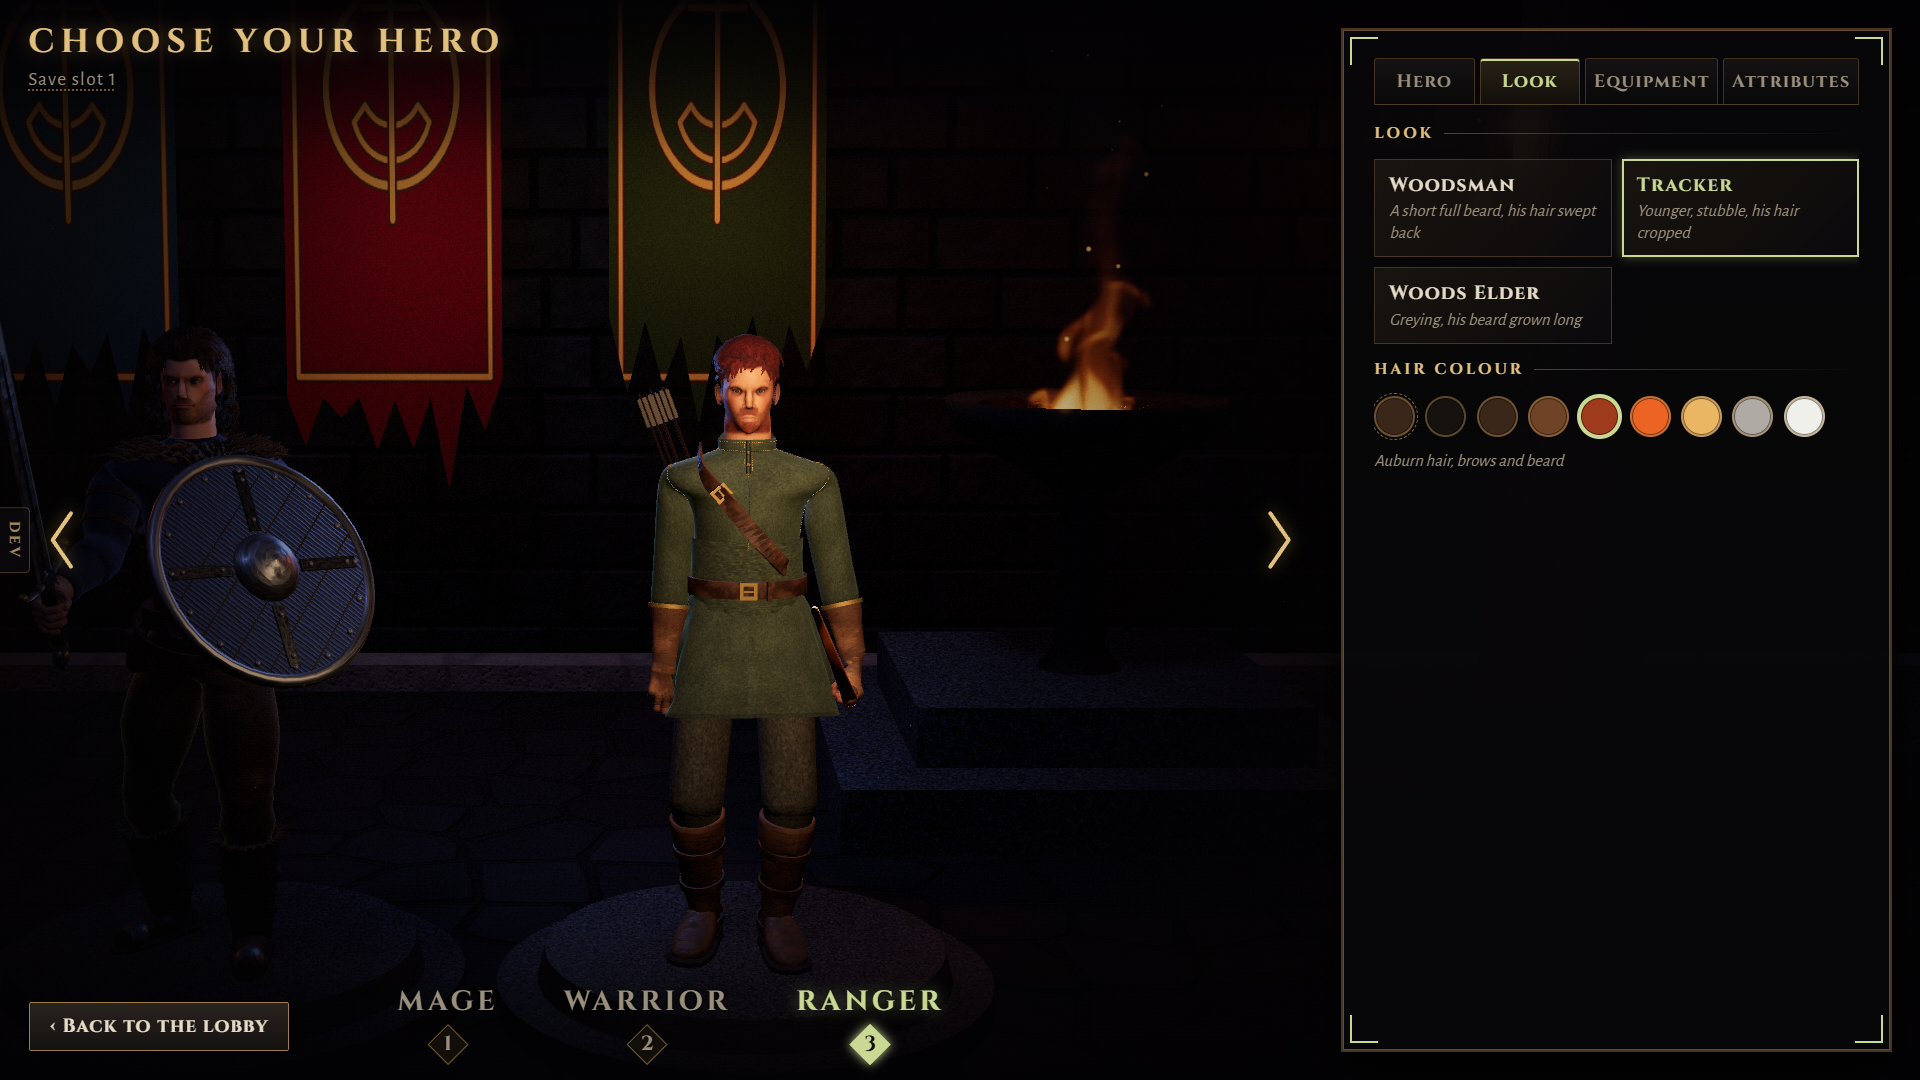 CHOOSE YOUR HERO
Save slot 1
HERO
LOOK
EQUIPMENT
ATTRIBUTES
LOOK
WOODSMAN
A short full beard, his hair swept
back
TRACKER
Younger, stubble, his hair
cropped
WOODS ELDER
Greying, his beard grown long
HAIR COLOUR
Auburn hair, brows and beard
DEV
‹ BACK TO THE LOBBY
MAGE
1
WARRIOR
2
RANGER
3